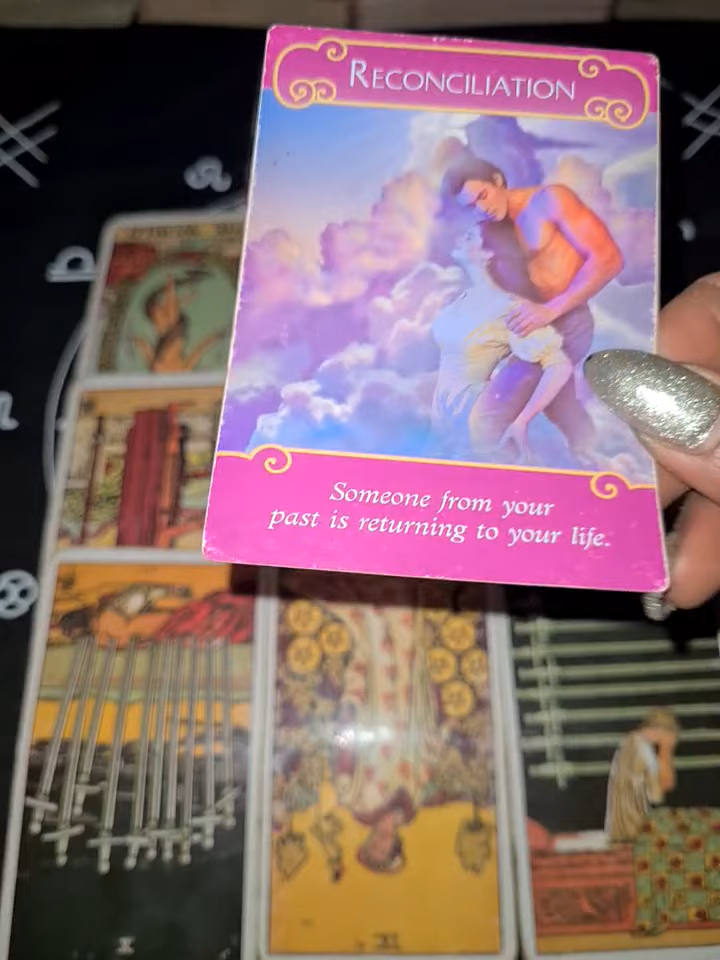 RECONCILIATION
Someone from your
past is returning to your life.
X